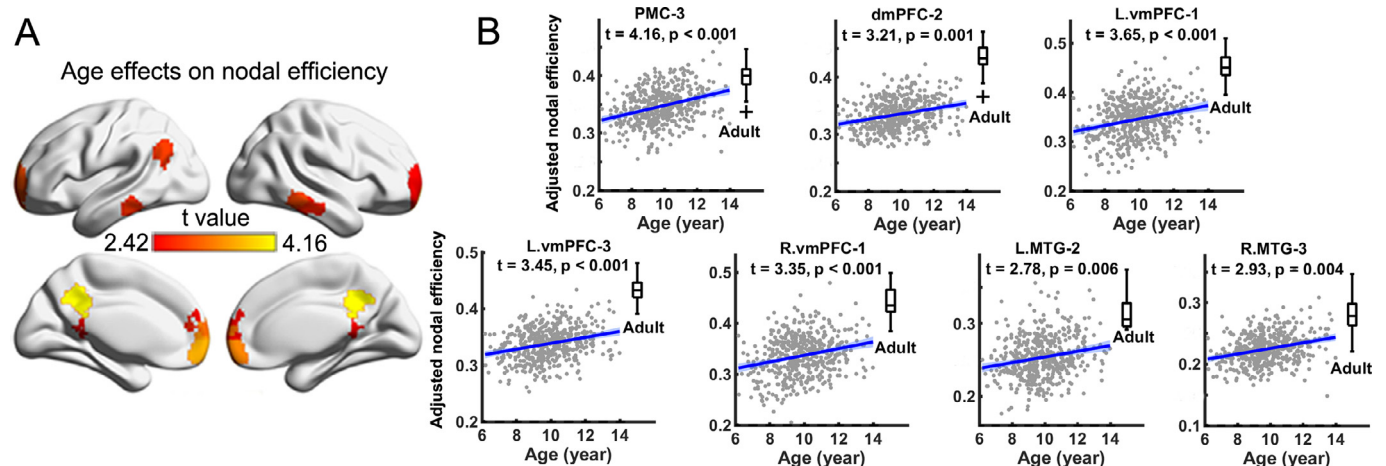 A
Age effects on nodal efficiency
t value
2.42
4.16
B
PMC-3
t = 4.16, p < 0.001
Adjusted nodal efficiency
0.4
0.3
0.2
Adult
6 8 10 12 14
Age (year)
dmPFC-2
t = 3.21, p = 0.001
0.4
0.3
0.2
Adult
6 8 10 12 14
Age (year)
L.vmPFC-1
t = 3.65, p < 0.001
0.5
0.4
0.3
0.2
Adult
6 8 10 12 14
Age (year)
L.vmPFC-3
t = 3.45, p < 0.001
Adjusted nodal efficiency
0.5
0.4
0.3
0.2
Adult
6 8 10 12 14
Age (year)
R.vmPFC-1
t = 3.35, p < 0.001
0.5
0.4
0.3
0.2
Adult
6 8 10 12 14
Age (year)
L.MTG-2
t = 2.78, p = 0.006
0.3
0.2
Adult
6 8 10 12 14
Age (year)
R.MTG-3
t = 2.93, p = 0.004
0.3
0.2
0.1
Adult
6 8 10 12 14
Age (year)